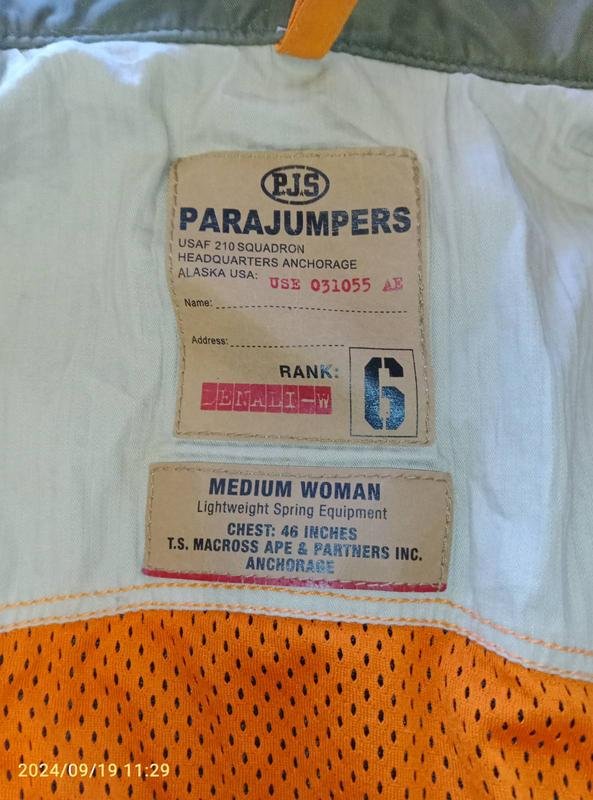 PJS
PARAJUMPERS
USAF 210 SQUADRON
HEADQUARTERS ANCHORAGE
ALASKA USA: USE 031055 AE
Name:
Address:
RANK: 6
DENALI-W
MEDIUM WOMAN
Lightweight Spring Equipment
CHEST: 46 INCHES
T.S. MACROSS APE & PARTNERS INC.
ANCHORAGE
2024/09/19 11:29